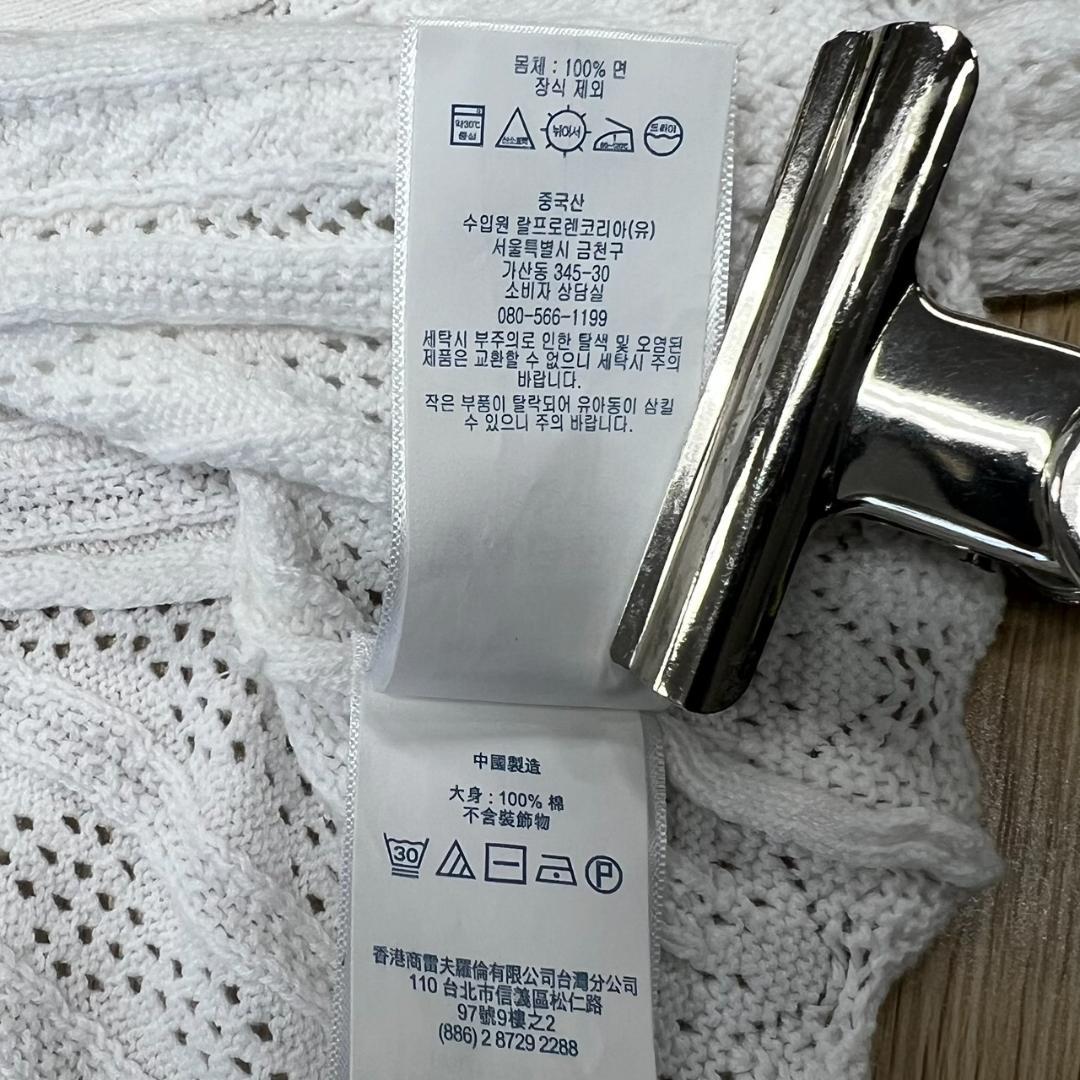 몸체 : 100% 면
장식 제외
약30℃
중성
산소표백
뉘어서
80~120℃
드라이
중국산
수입원 랄프로렌코리아(유)
서울특별시 금천구
가산동 345-30
소비자 상담실
080-566-1199
세탁시 부주의로 인한 탈색 및 오염된
제품은 교환할 수 없으니 세탁시 주의
바랍니다.
작은 부품이 탈락되어 유아동이 삼킬
수 있으니 주의 바랍니다.
中國製造
大身 : 100% 棉
不含裝飾物
30
P
香港商雷夫羅倫有限公司台灣分公司
110 台北市信義區松仁路
97號9樓之2
(886) 2 8729 2288